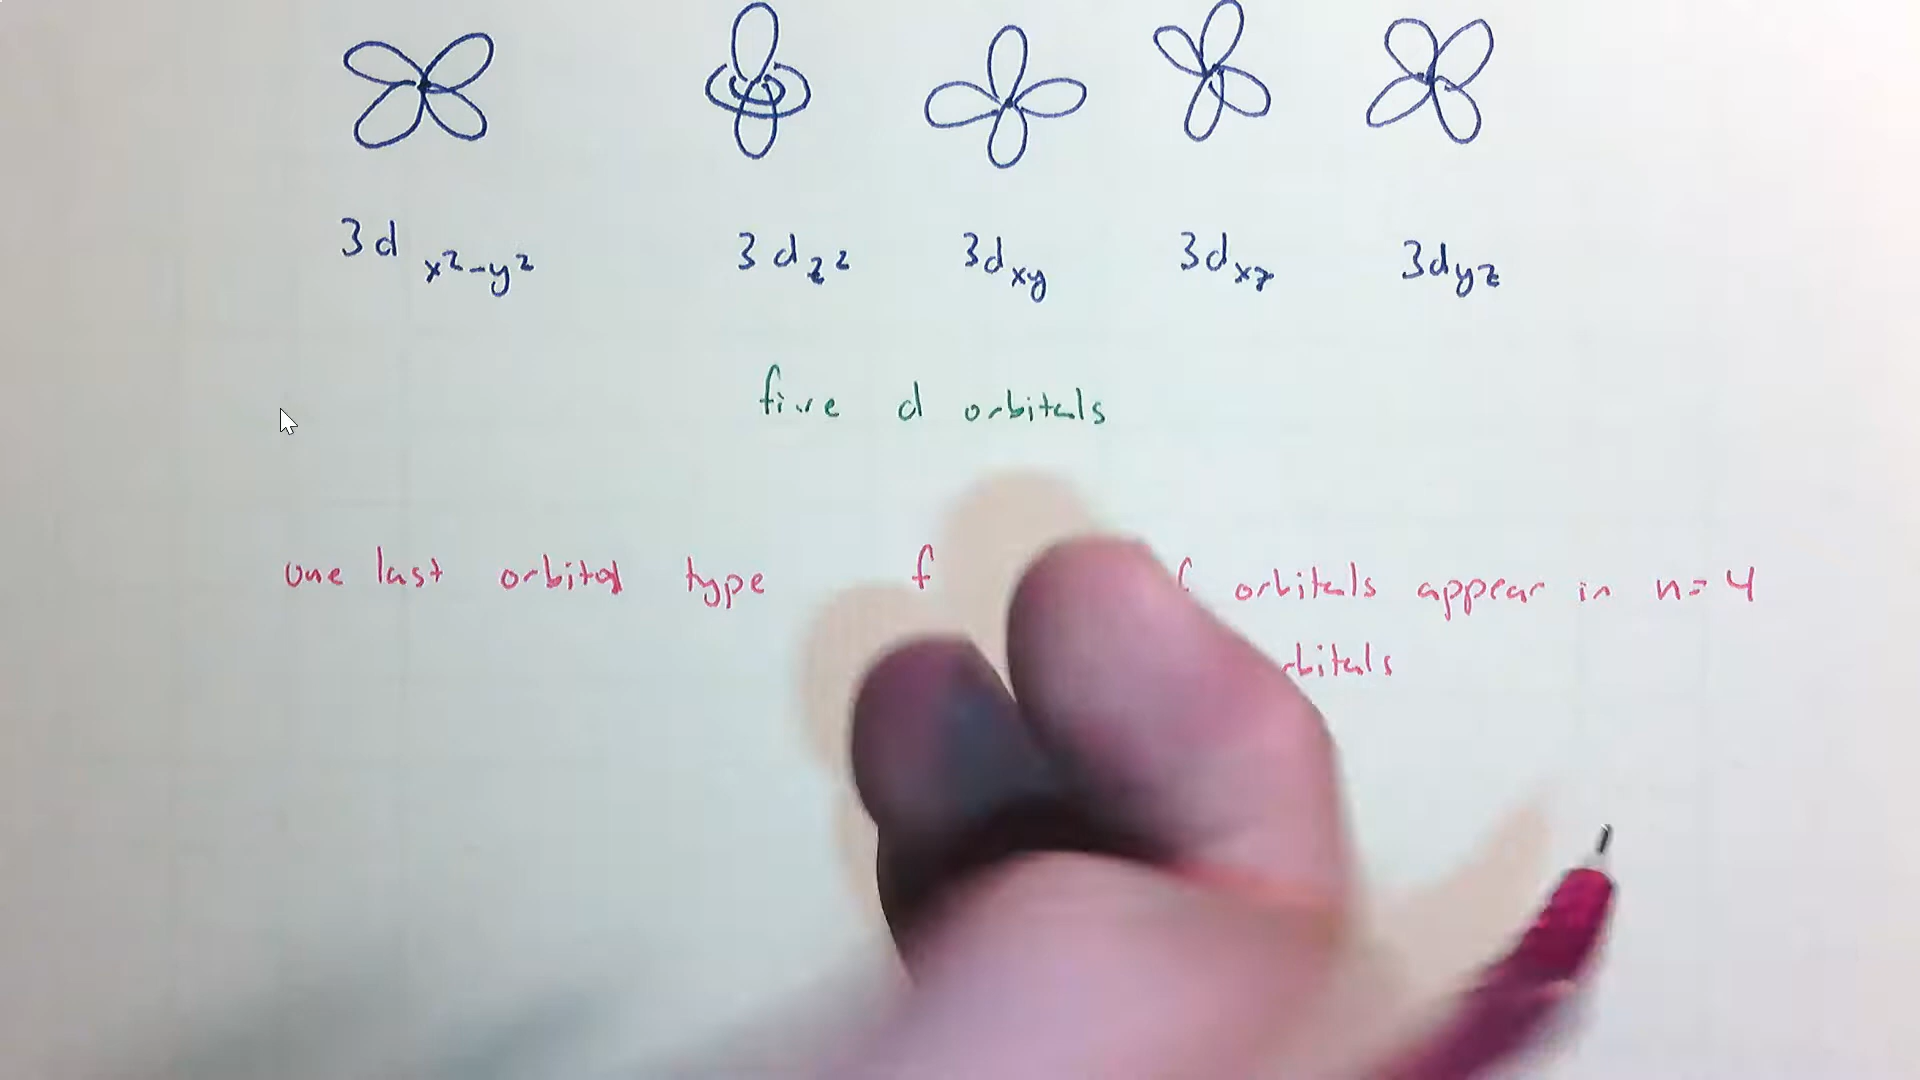 3d x²-y² 3d z² 3d xy 3d xz 3d yz
five d orbitals
one last orbital type f f orbitals appear in n=4